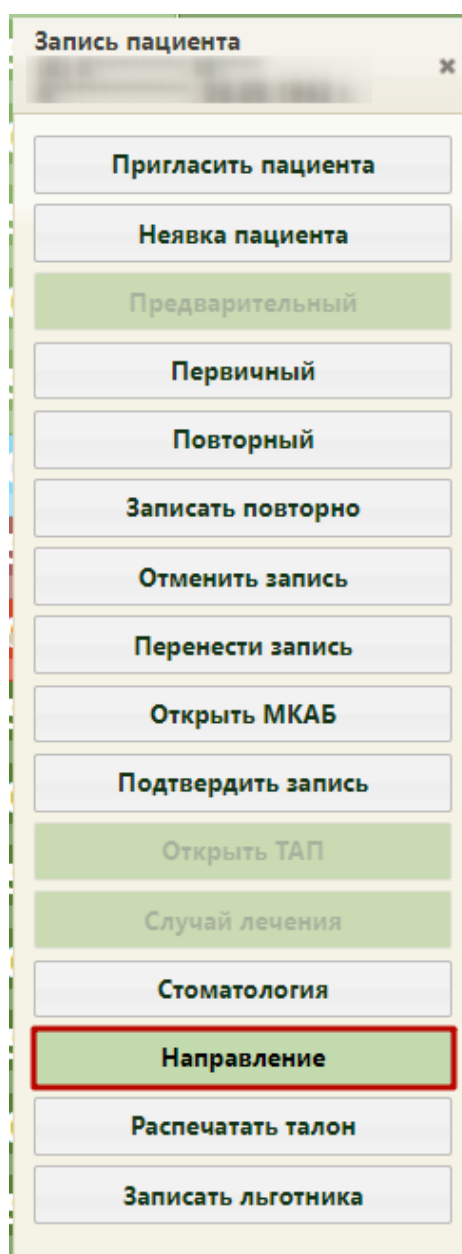 Запись пациента
Пригласить пациента
Неявка пациента
Предварительный
Первичный
Повторный
Записать повторно
Отменить запись
Перенести запись
Открыть МКАБ
Подтвердить запись
Открыть ТАП
Случай лечения
Стоматология
Направление
Распечатать талон
Записать льготника